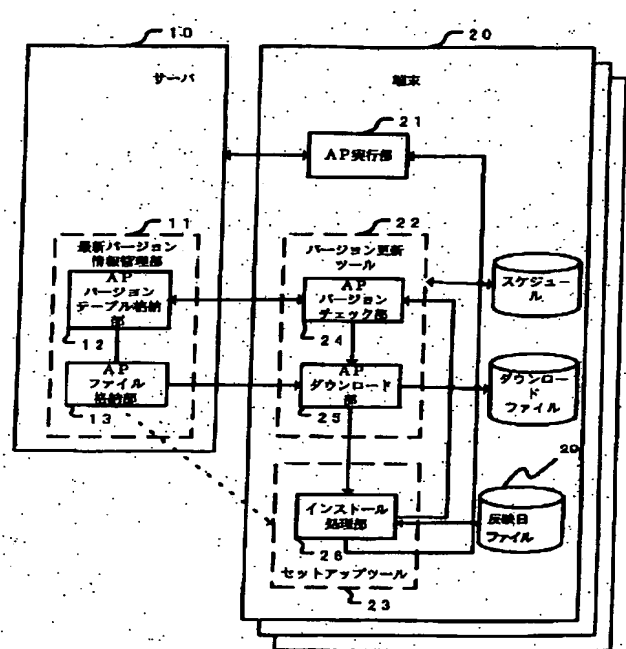 10
20
サーバ
端末
21
AP実行部
11
22
最新バージョン
情報管理部
バージョン更新
ツール
AP
バージョン
テーブル格納
部
AP
バージョン
チェック部
スケジュー
ル
12
24
AP
ファイル
格納部
AP
ダウンロード
部
ダウンロー
ド
ファイル
13
25
29
インストール
処理部
反映日
ファイル
26
セットアップツール
23